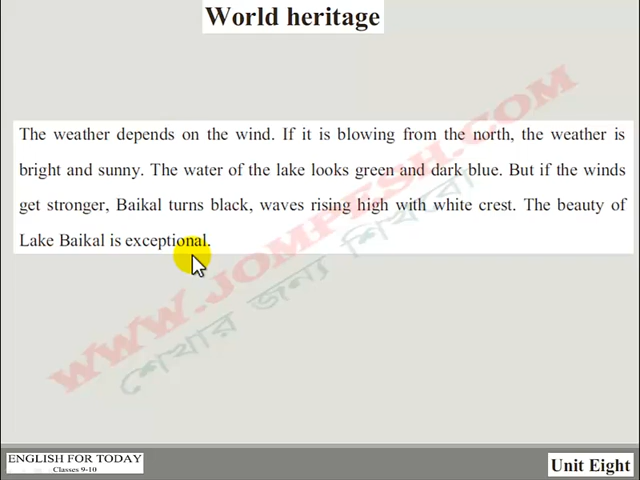 World heritage
The weather depends on the wind. If it is blowing from the north, the weather is
bright and sunny. The water of the lake looks green and dark blue. But if the winds
get stronger, Baikal turns black, waves rising high with white crest. The beauty of
Lake Baikal is exceptional.
WWW.JOMPESH.COM
শেখার জন্যে শিখবো
ENGLISH FOR TODAY
Classes 9-10
Unit Eight